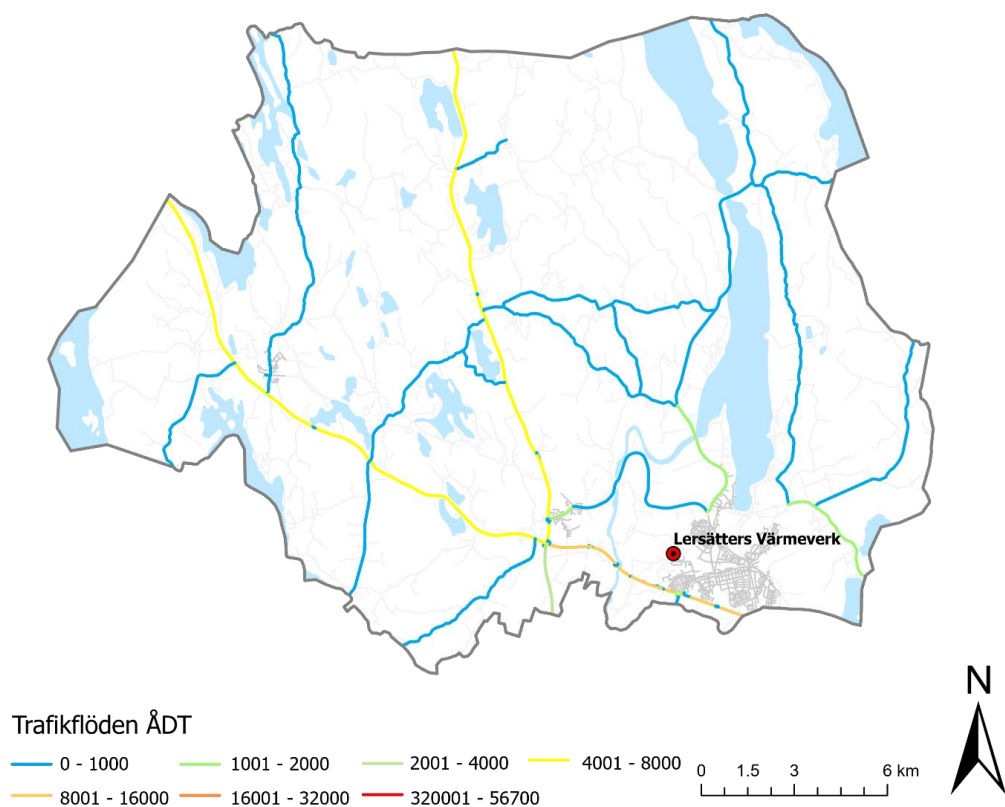 Lersätters Värmeverk
N
Trafikflöden ÅDT
0 - 1000 1001 - 2000 2001 - 4000 4001 - 8000
8001 - 16000 16001 - 32000 320001 - 56700
0 1.5 3 6 km